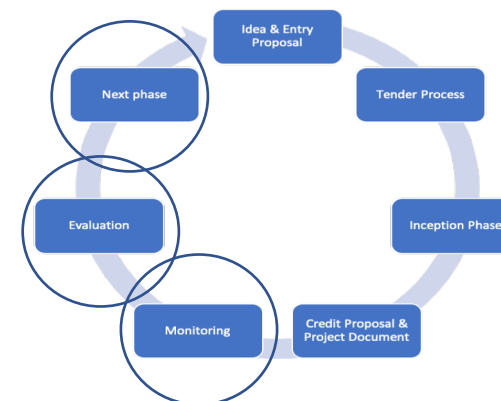 Idea & Entry
Proposal
Tender Process
Inception Phase
Credit Proposal &
Project Document
Monitoring
Evaluation
Next phase